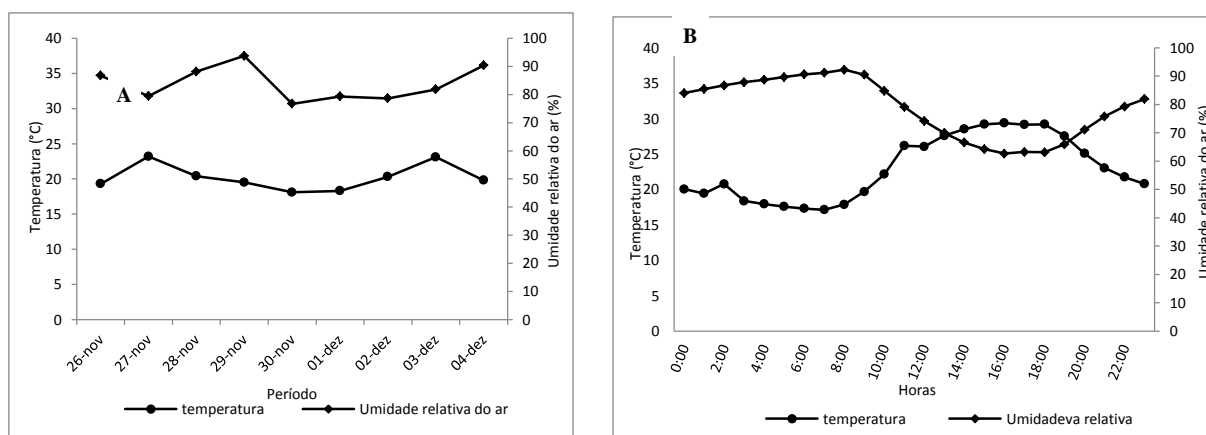 A
Temperatura (°C)
40
35
30
25
20
15
10
5
0
100
90
80
70
60
50
40
30
20
10
0
Umidade relativa do ar (%)
26-nov
27-nov
28-nov
29-nov
30-nov
01-dez
02-dez
03-dez
04-dez
Período
temperatura Umidade relativa do ar
B
Temperatura (°C)
40
35
30
25
20
15
10
5
0
100
90
80
70
60
50
40
30
20
10
0
Umidade relativa do ar (%)
0:00
2:00
4:00
6:00
8:00
10:00
12:00
14:00
16:00
18:00
20:00
22:00
Horas
temperatura Umidadeva relativa